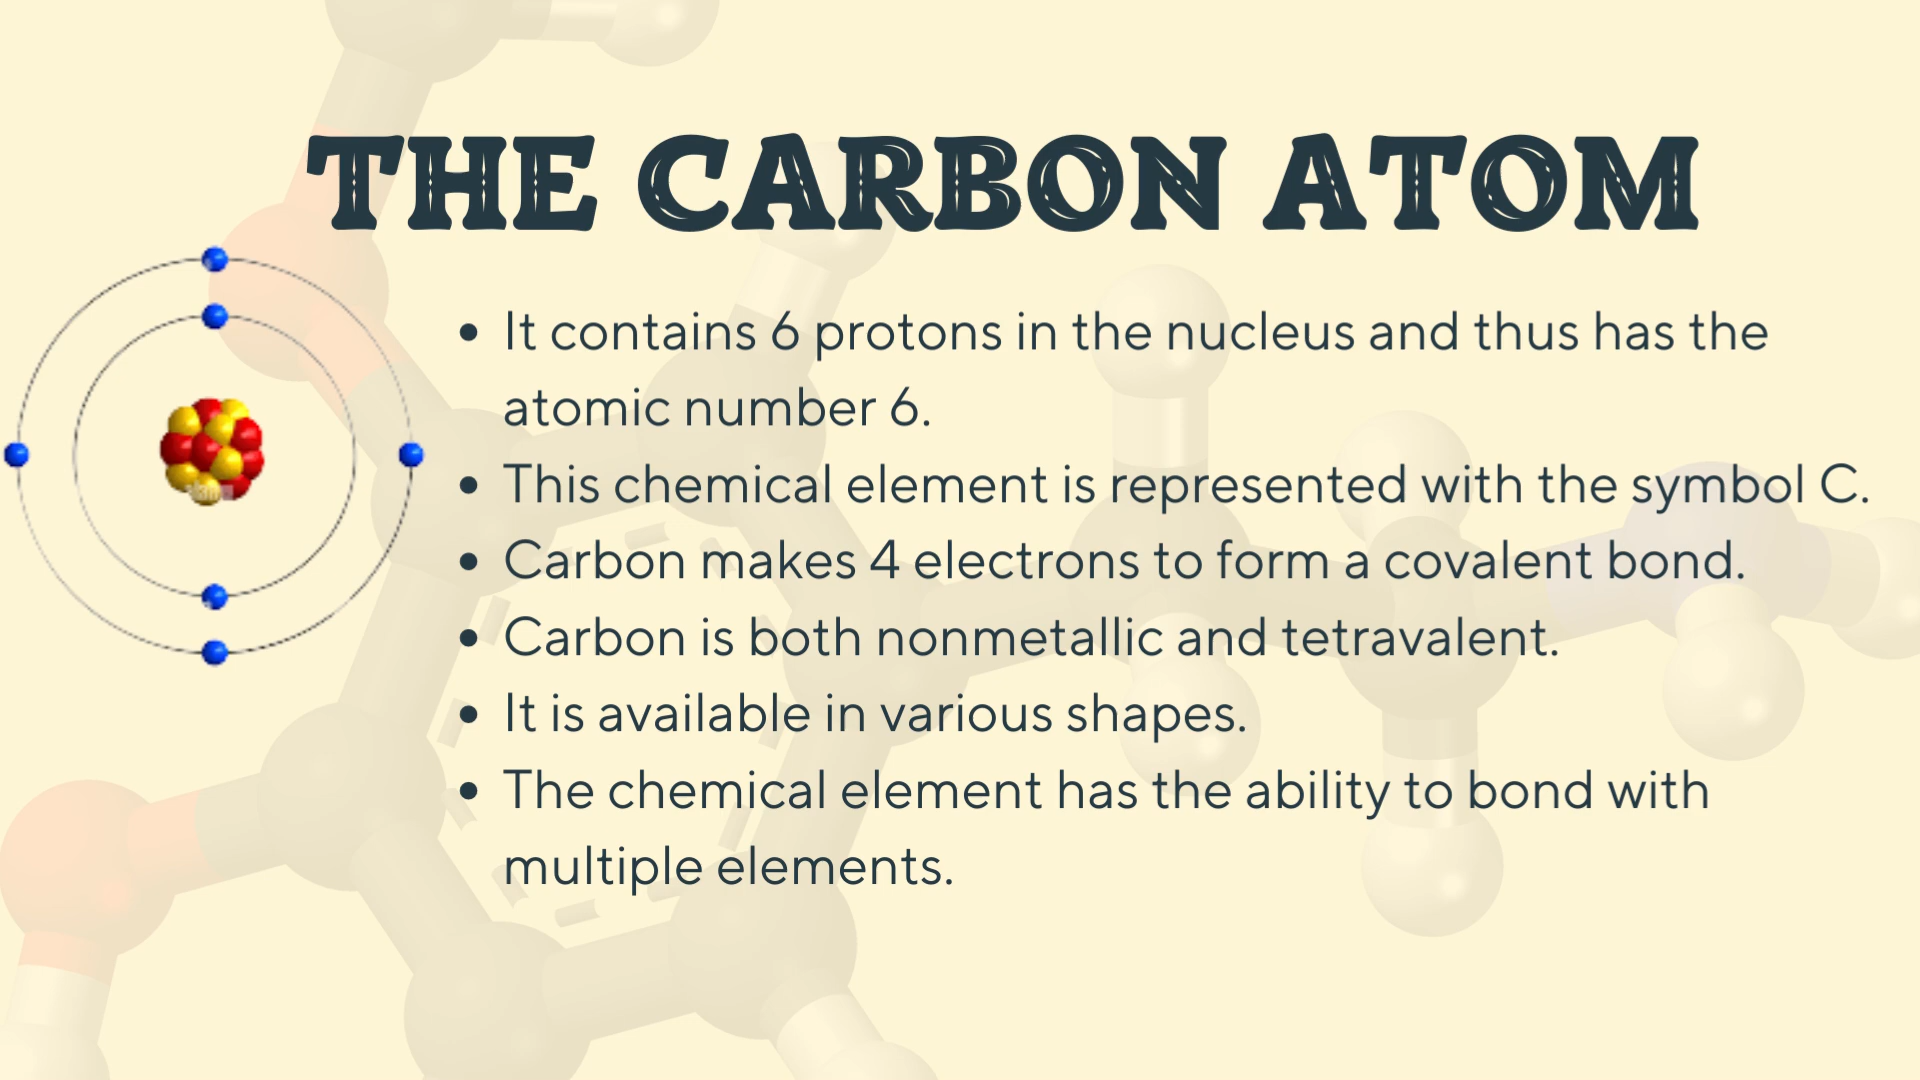 THE CARBON ATOM
• It contains 6 protons in the nucleus and thus has the
atomic number 6.
• This chemical element is represented with the symbol C.
• Carbon makes 4 electrons to form a covalent bond.
• Carbon is both nonmetallic and tetravalent.
• It is available in various shapes.
• The chemical element has the ability to bond with
multiple elements.